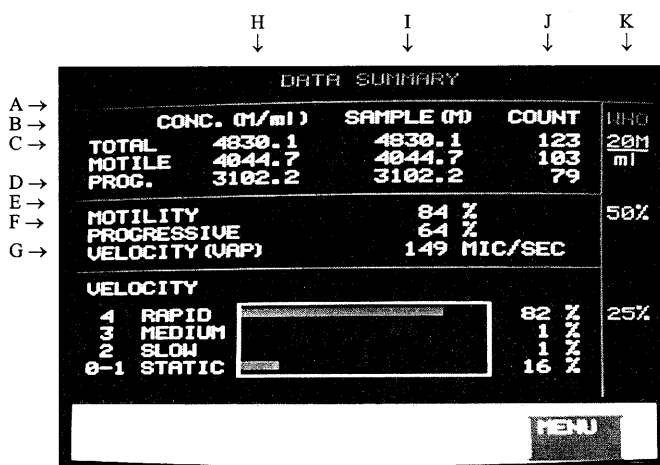 H I J K
↓ ↓ ↓ ↓
DATA SUMMARY
A →
B → CONC. (M/ml) SAMPLE (M) COUNT WHO
C → TOTAL 4830.1 4830.1 123 20M
MOTILE 4044.7 4044.7 103 ml
D → PROG. 3102.2 3102.2 79
E →
F → MOTILITY 84 % 50%
PROGRESSIVE 64 %
G → VELOCITY (VAP) 149 MIC/SEC
VELOCITY
4 RAPID 82 % 25%
3 MEDIUM 1 %
2 SLOW 1 %
0-1 STATIC 16 %
MENU